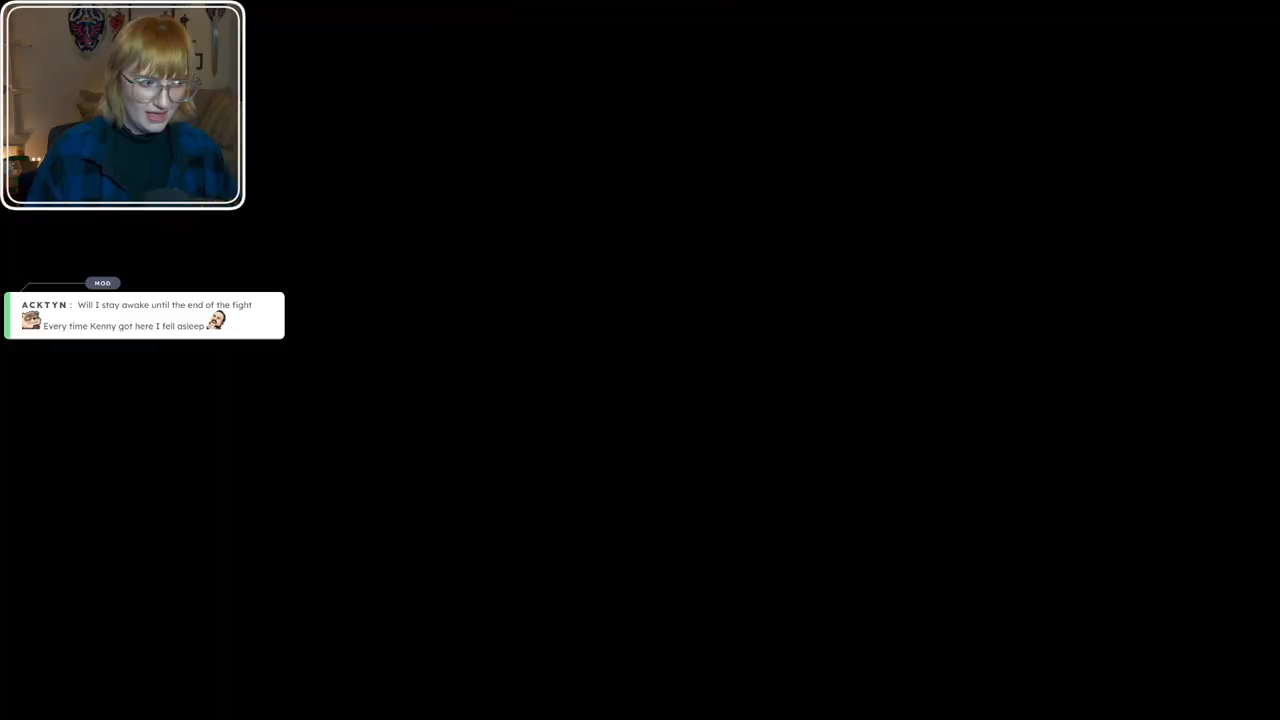 MOD
ACKTYN : Will I stay awake until the end of the fight
Every time Kenny got here I fell asleep